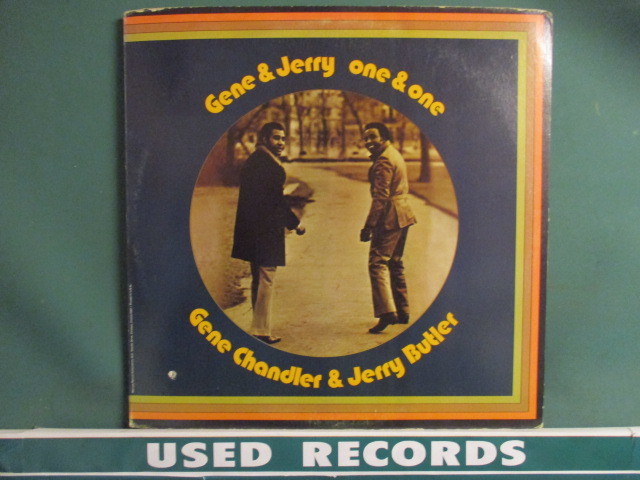 Gene & Jerry one & one
Gene Chandler & Jerry Butler
USED RECORDS